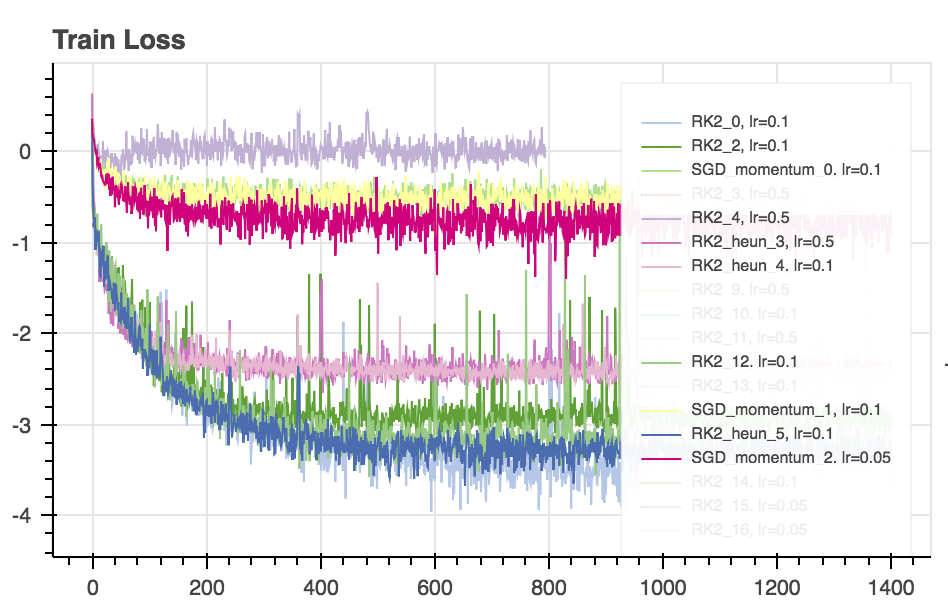 Train Loss
0
-1
-2
-3
-4
RK2_0, lr=0.1
RK2_2, lr=0.1
SGD_momentum_0. lr=0.1
RK2_3, lr=0.5
RK2_4, lr=0.5
RK2_heun_3, lr=0.5
RK2_heun_4. lr=0.1
RK2_9. lr=0.5
RK2_10. lr=0.1
RK2_11, lr=0.5
RK2_12. lr=0.1
RK2_13. lr=0.1
SGD_momentum_1, lr=0.1
RK2_heun_5, lr=0.1
SGD_momentum_2. lr=0.05
RK2_14. lr=0.1
RK2_15. lr=0.05
RK2_16, lr=0.05
0 200 400 600 800 1000 1200 1400